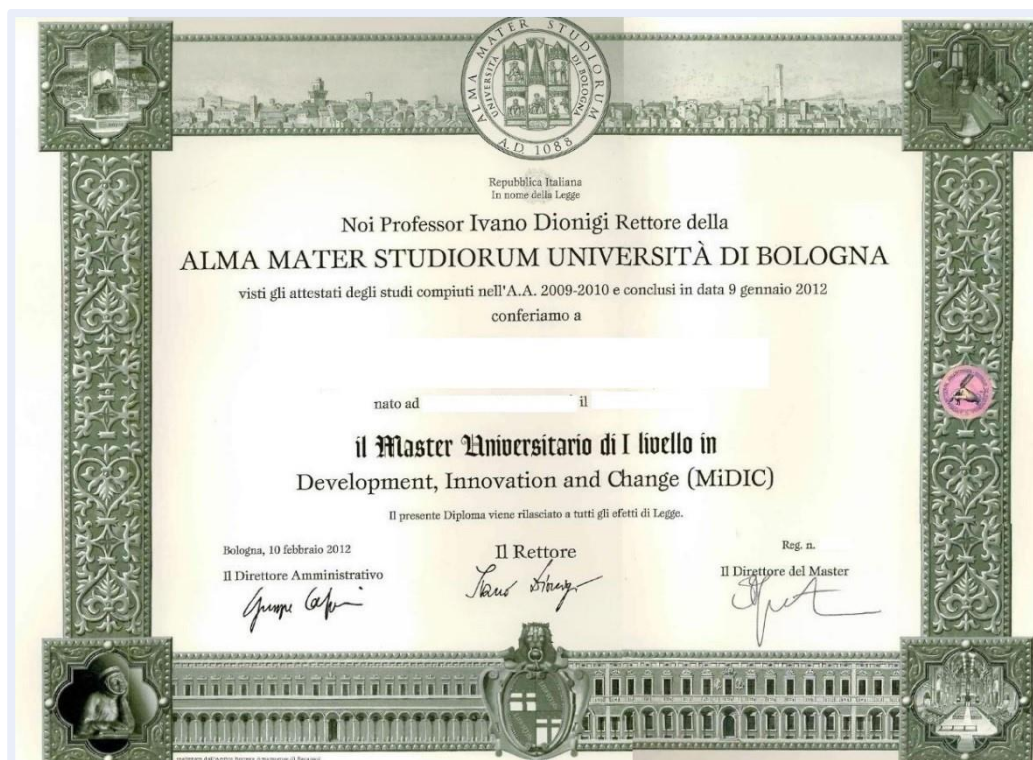 ALMA MATER STUDIORUM
UNIVERSITÀ DI BOLOGNA
A.D. 1088
Repubblica Italiana
In nome della Legge
Noi Professor Ivano Dionigi Rettore della
ALMA MATER STUDIORUM UNIVERSITÀ DI BOLOGNA
visti gli attestati degli studi compiuti nell'A.A. 2009-2010 e conclusi in data 9 gennaio 2012
conferiamo a
nato ad il
il Master Universitario di I livello in
Development, Innovation and Change (MiDIC)
Il presente Diploma viene rilasciato a tutti gli efetti di Legge.
Bologna, 10 febbraio 2012
Il Rettore
Reg. n.
Il Direttore Amministrativo
Il Direttore del Master